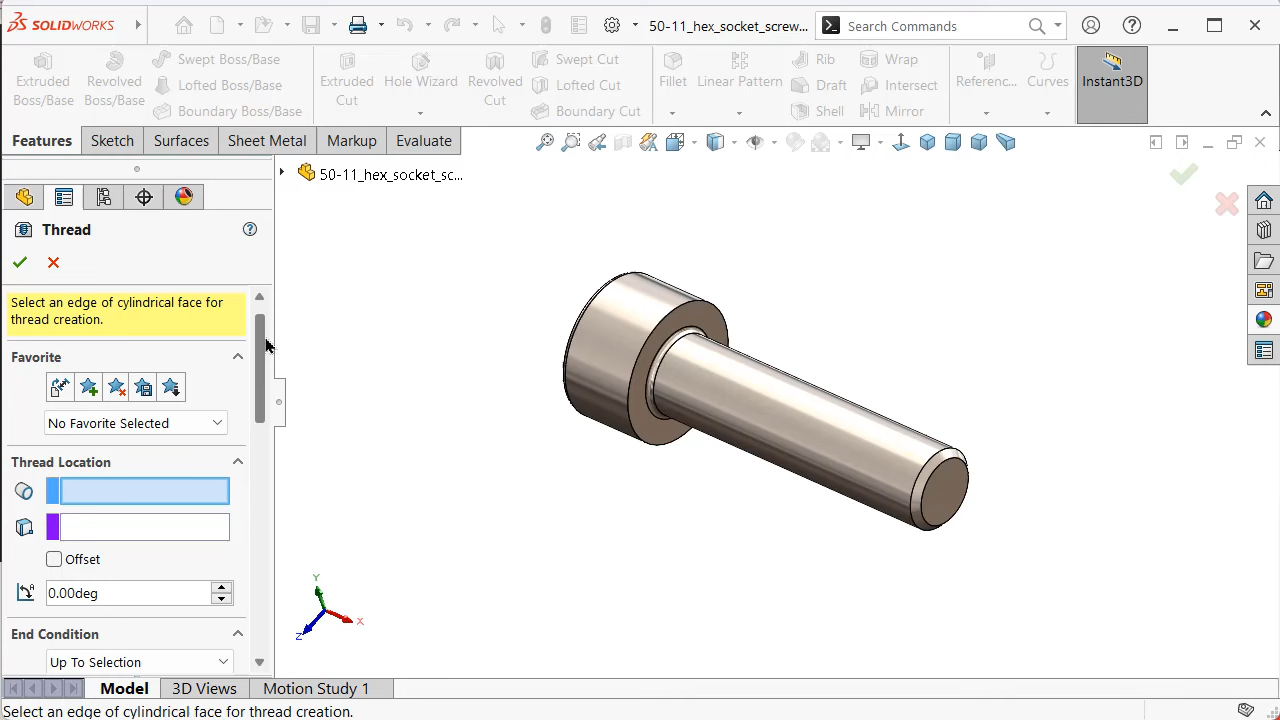 SOLIDWORKS
50-11_hex_socket_screw...
Search Commands
Extruded Boss/Base
Revolved Boss/Base
Swept Boss/Base
Lofted Boss/Base
Boundary Boss/Base
Extruded Cut
Hole Wizard
Revolved Cut
Swept Cut
Lofted Cut
Boundary Cut
Fillet
Linear Pattern
Rib
Draft
Shell
Wrap
Intersect
Mirror
Referenc...
Curves
Instant3D
Features
Sketch
Surfaces
Sheet Metal
Markup
Evaluate
50-11_hex_socket_sc...
Thread
Select an edge of cylindrical face for
thread creation.
Favorite
No Favorite Selected
Thread Location
Offset
0.00deg
End Condition
Up To Selection
Y
X
Z
Model
3D Views
Motion Study 1
Select an edge of cylindrical face for thread creation.